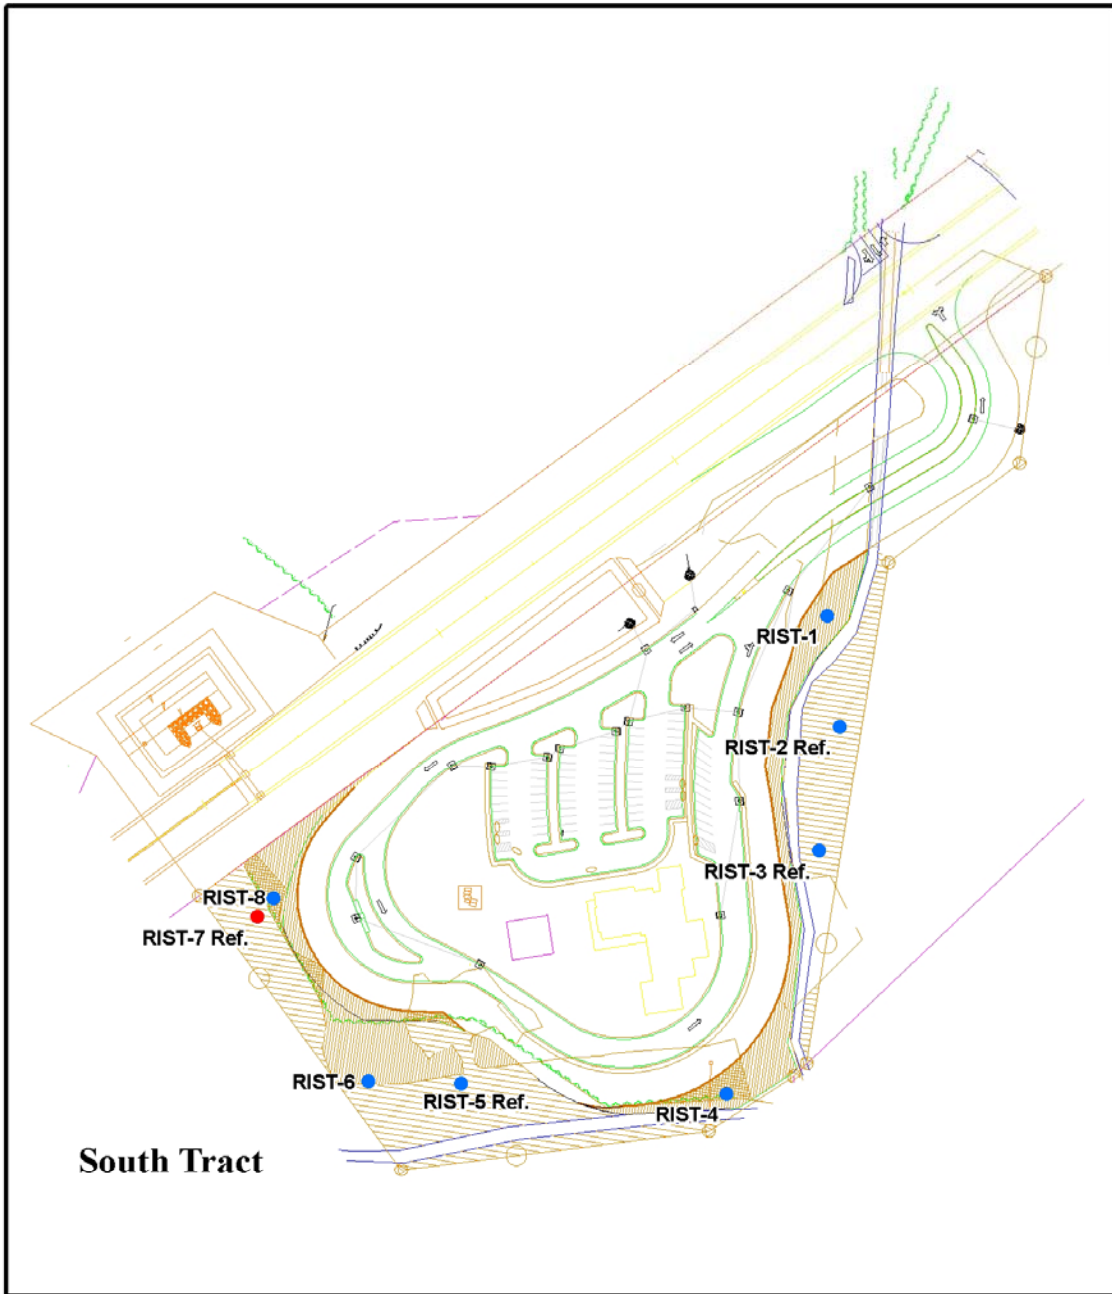 RIST-1
RIST-2 Ref.
RIST-3 Ref.
RIST-8
RIST-7 Ref.
RIST-6
RIST-5 Ref.
RIST-4
South Tract